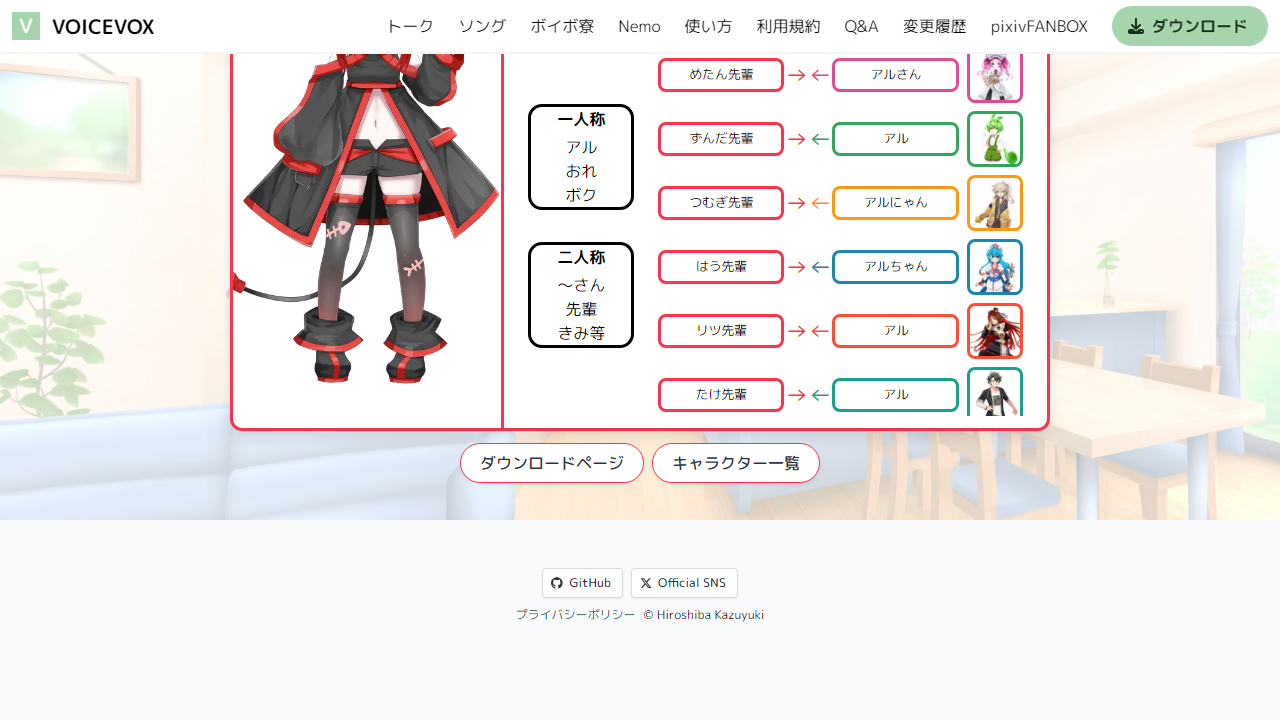 V VOICEVOX トーク ソング ボイボ寮 Nemo 使い方 利用規約 Q&A 変更履歴 pixivFANBOX ダウンロード
めたん先輩 → ← アルさん
一人称
アル
おれ
ボク
ずんだ先輩 → ← アル
つむぎ先輩 → ← アルにゃん
二人称
〜さん
先輩
きみ等
はう先輩 → ← アルちゃん
リツ先輩 → ← アル
たけ先輩 → ← アル
ダウンロードページ キャラクター一覧
GitHub Official SNS
プライバシーポリシー © Hiroshiba Kazuyuki